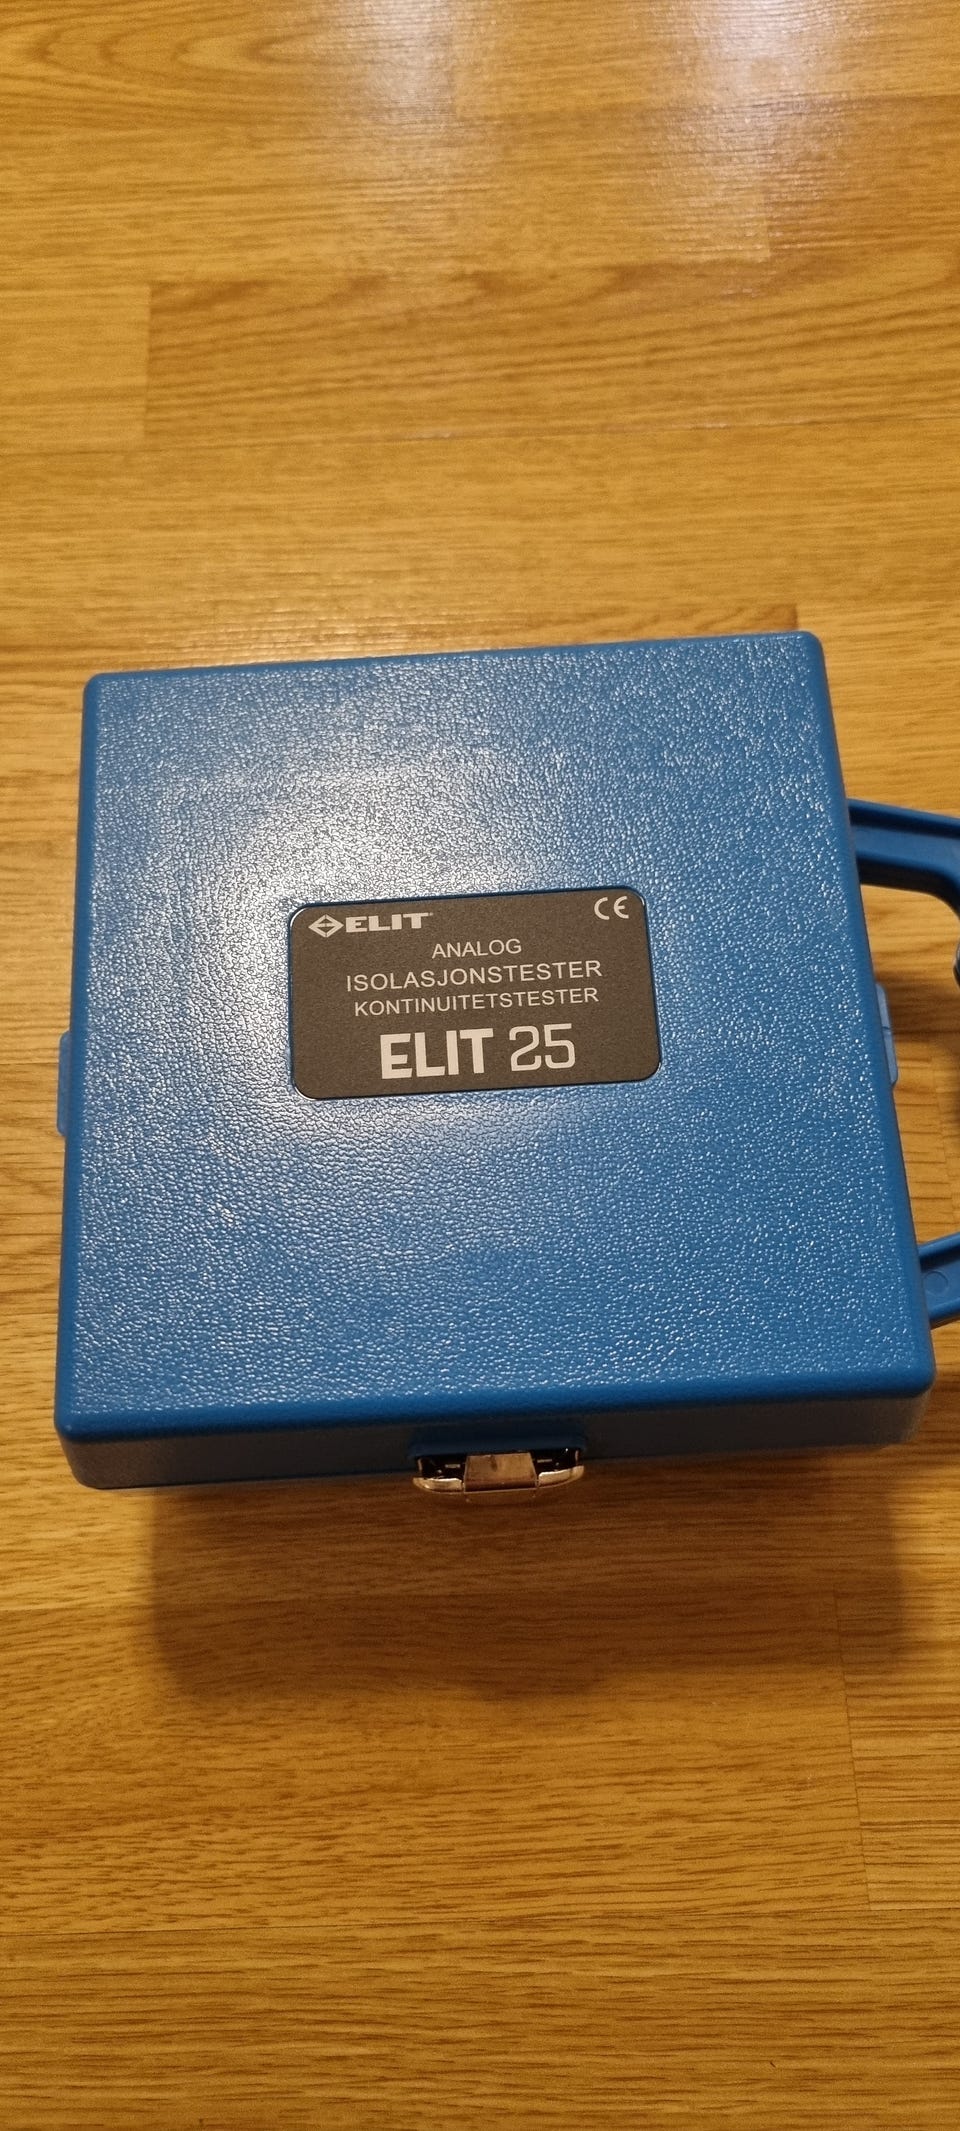 ELIT CE
ANALOG
ISOLASJONSTESTER
KONTINUITETSTESTER
ELIT 25